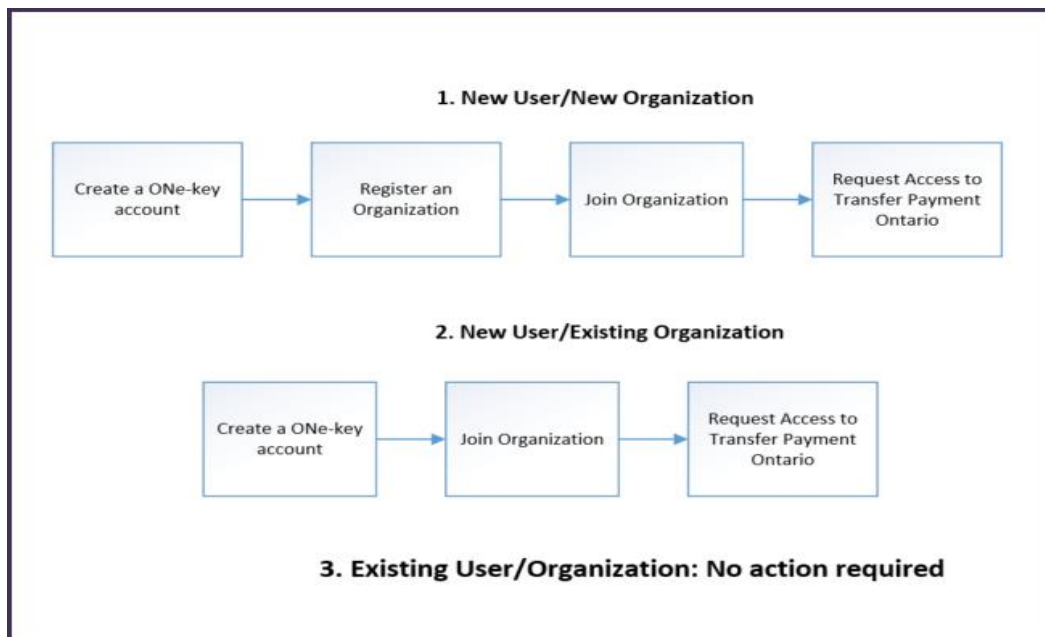 1. New User/New Organization
Create a ONe-key
account
Register an
Organization
Join Organization
Request Access to
Transfer Payment
Ontario
2. New User/Existing Organization
Create a ONe-key
account
Join Organization
Request Access to
Transfer Payment
Ontario
3. Existing User/Organization: No action required